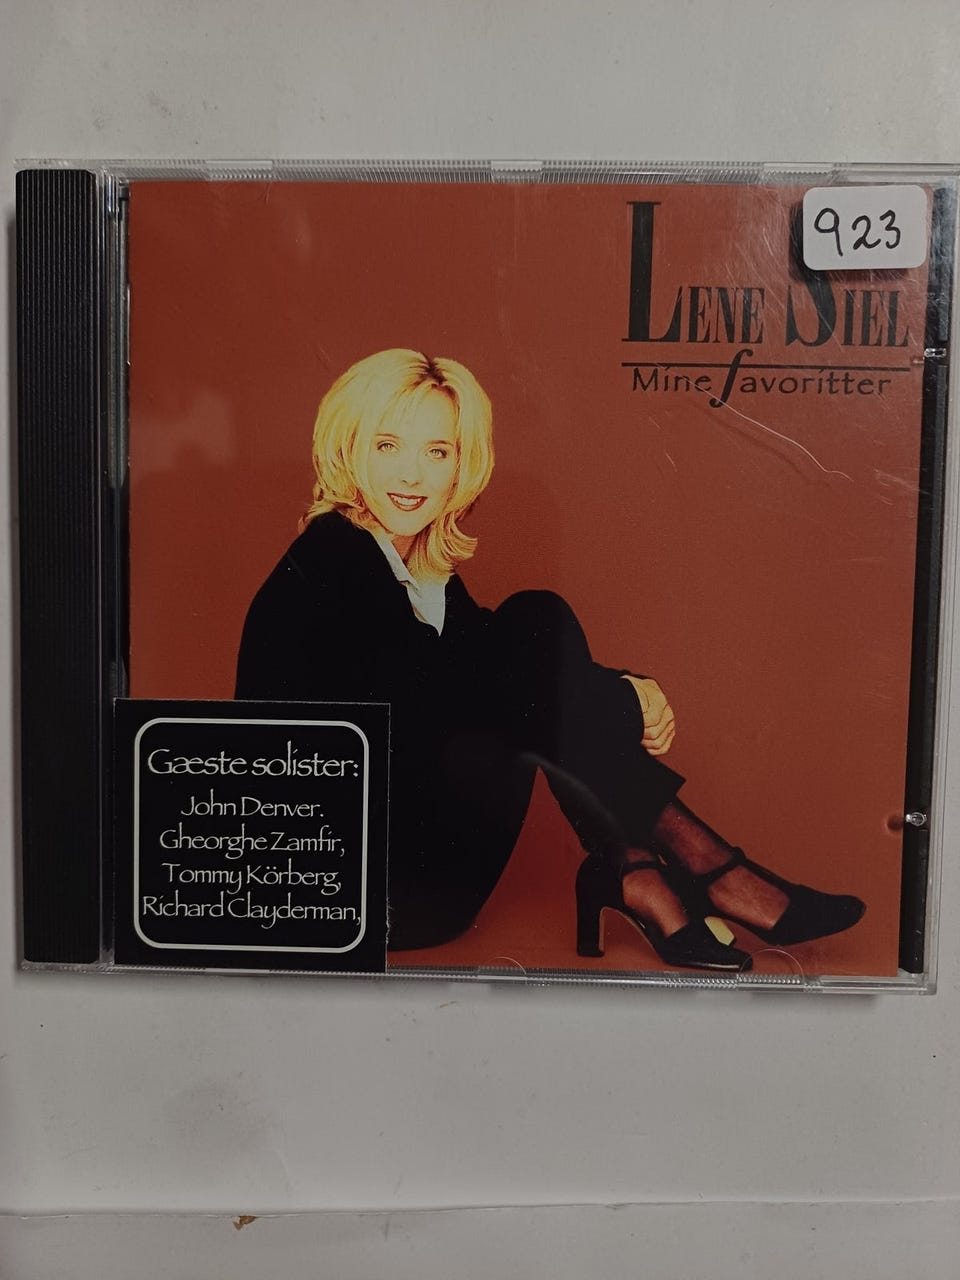 923
LENE SIEL
Mine favoritter
Gæste solister:
John Denver.
Gheorghe Zamfir,
Tommy Körberg,
Richard Clayderman,